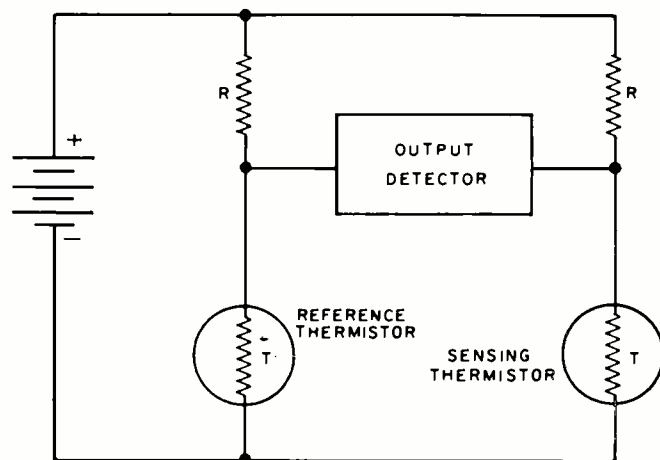 +
R
R
OUTPUT
DETECTOR
−
REFERENCE
THERMISTOR
T
SENSING
THERMISTOR
T